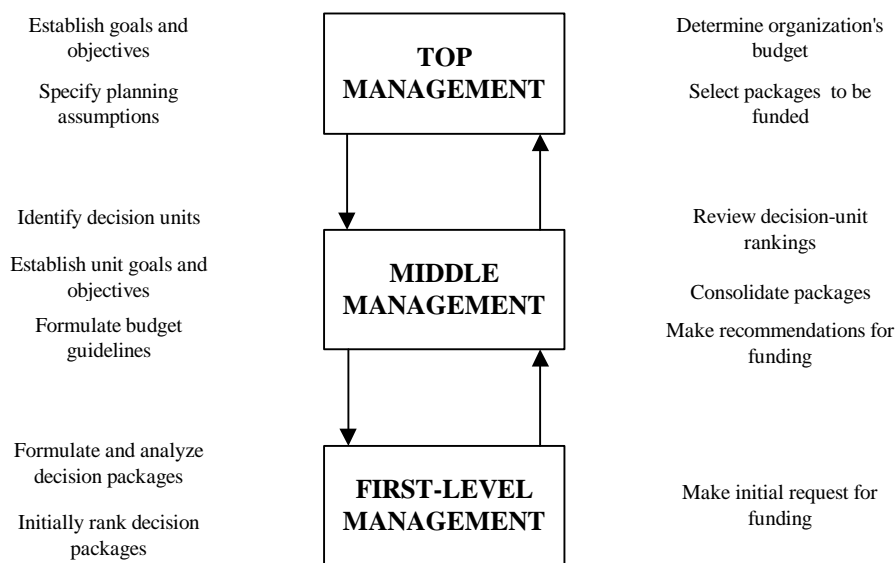 Establish goals and
objectives
Specify planning
assumptions
TOP
MANAGEMENT
Determine organization's
budget
Select packages to be
funded
Identify decision units
Establish unit goals and
objectives
Formulate budget
guidelines
MIDDLE
MANAGEMENT
Review decision-unit
rankings
Consolidate packages
Make recommendations for
funding
Formulate and analyze
decision packages
Initially rank decision
packages
FIRST-LEVEL
MANAGEMENT
Make initial request for
funding